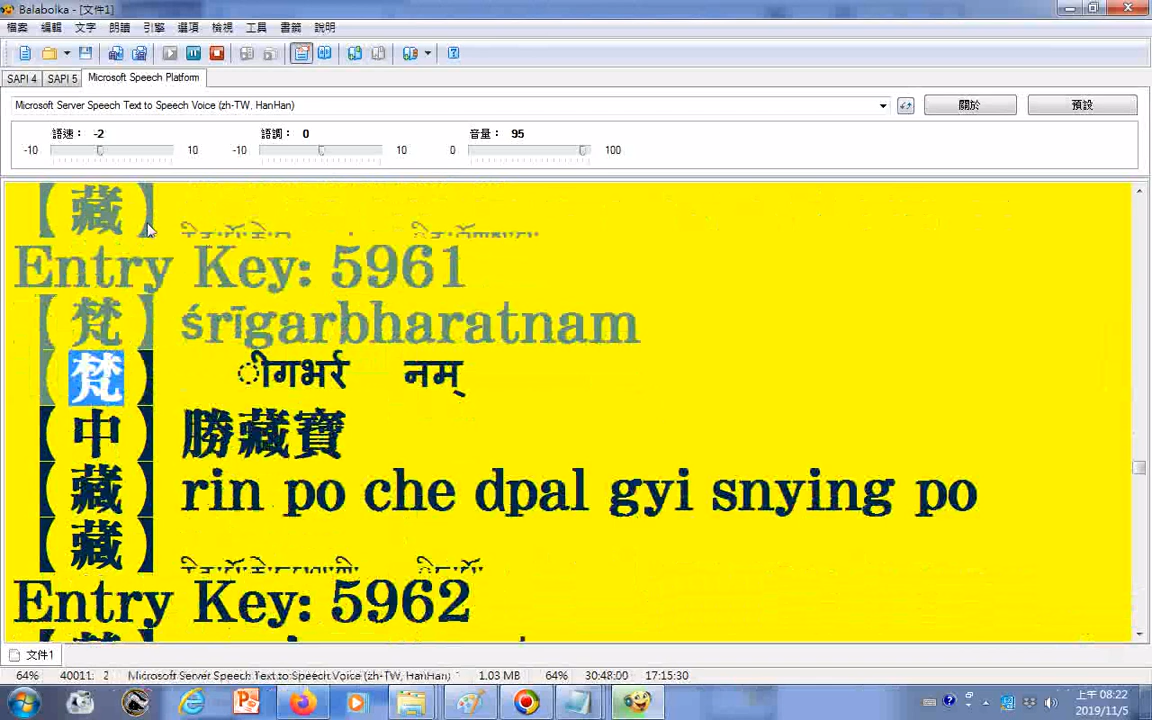 Balabolka - [文件1]
檔案 編輯 文字 朗讀 引擎 選項 檢視 工具 書籤 說明
SAPI 4 SAPI 5 Microsoft Speech Platform
Microsoft Server Speech Text to Speech Voice (zh-TW, HanHan) 關於 預設
語速： -2 語調： 0 音量： 95
-10 10 -10 10 0 100
【藏】
Entry Key: 5961
【梵】 śrīgarbharatnam
【梵】 ीगर्भर नम्
【中】 勝藏寶
【藏】 rin po che dpal gyi snying po
【藏】
Entry Key: 5962
文件1
64% 40011: 2 Microsoft Server Speech Text to Speech Voice (zh-TW, HanHan) 1.03 MB 64% 30:48:00 17:15:30
上午 08:22
2019/11/5